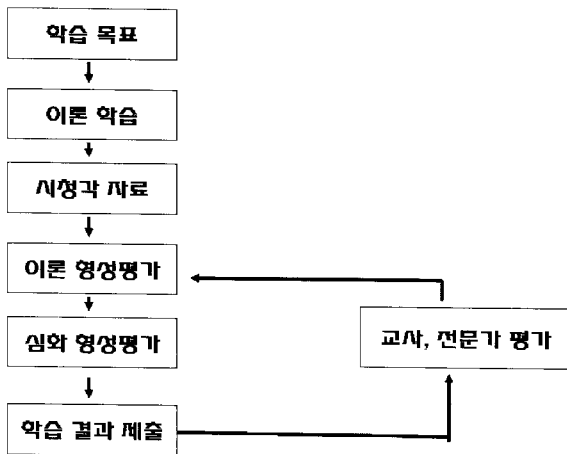 학습 목표
이론 학습
시청각 자료
이론 형성평가
심화 형성평가
교사, 전문가 평가
학습 결과 제출